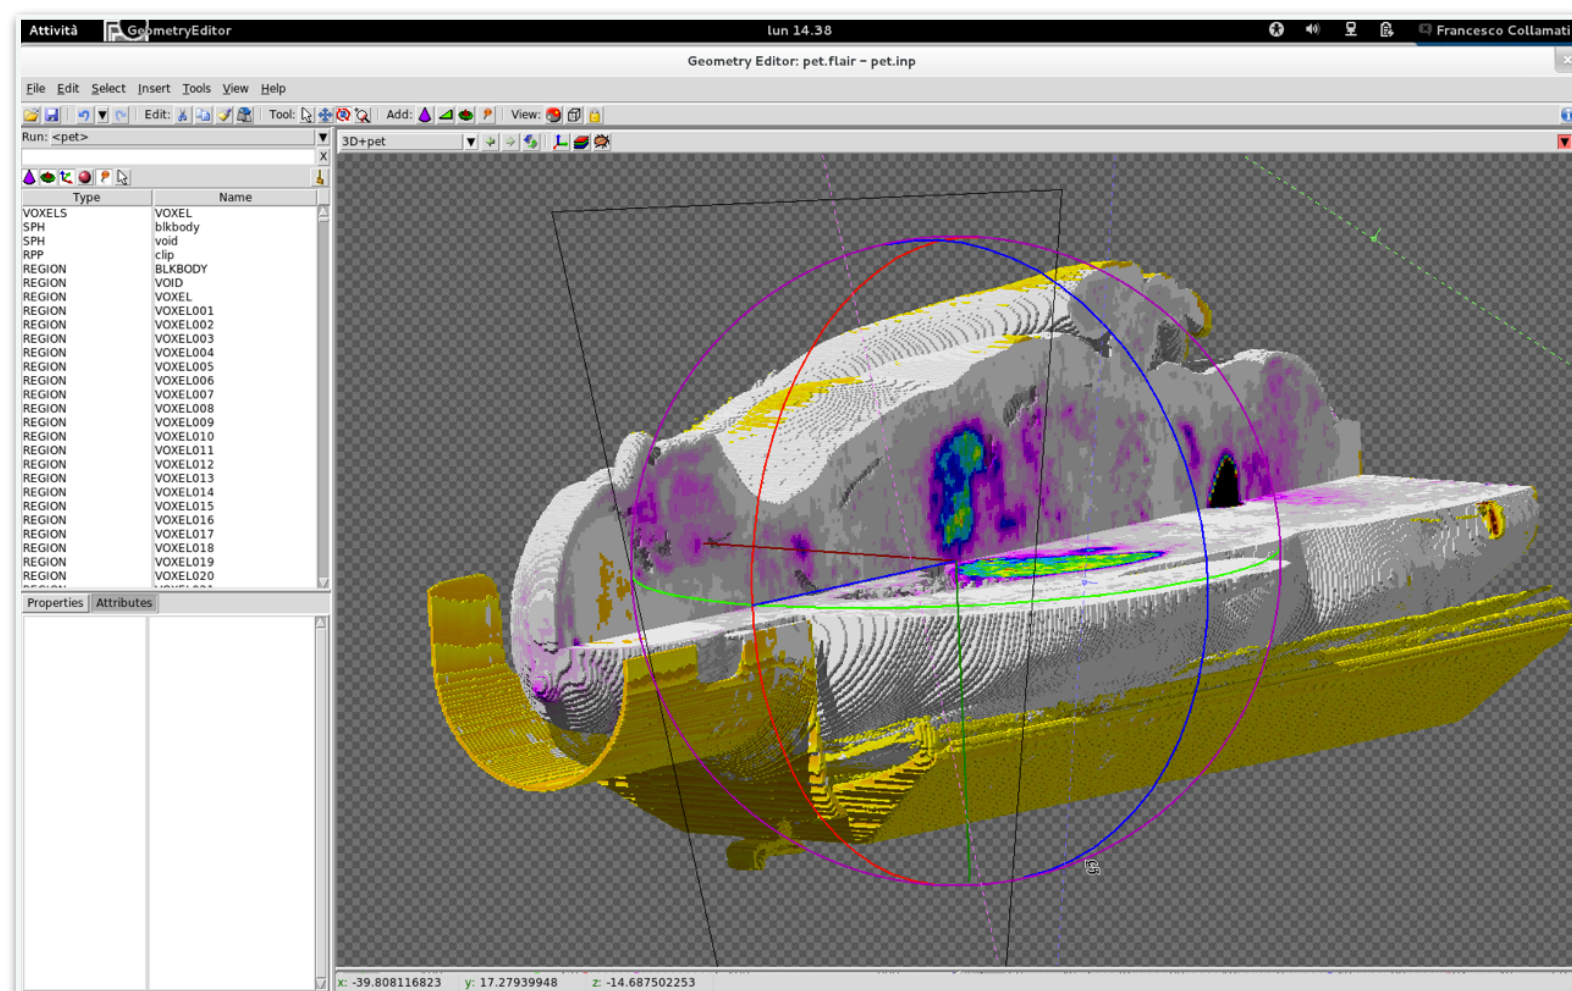 Attività GeometryEditor lun 14.38 Francesco Collamati
Geometry Editor: pet.flair - pet.inp
File Edit Select Insert Tools View Help
Edit: Tool: Add: View:
Run: <pet>
3D+pet
X
Type Name
VOXELS VOXEL
SPH blkbody
SPH void
RPP clip
REGION BLKBODY
REGION VOID
REGION VOXEL
REGION VOXEL001
REGION VOXEL002
REGION VOXEL003
REGION VOXEL004
REGION VOXEL005
REGION VOXEL006
REGION VOXEL007
REGION VOXEL008
REGION VOXEL009
REGION VOXEL010
REGION VOXEL011
REGION VOXEL012
REGION VOXEL013
REGION VOXEL014
REGION VOXEL015
REGION VOXEL016
REGION VOXEL017
REGION VOXEL018
REGION VOXEL019
REGION VOXEL020
Properties Attributes
x: -39.808116823 y: 17.27939948 z: -14.687502253